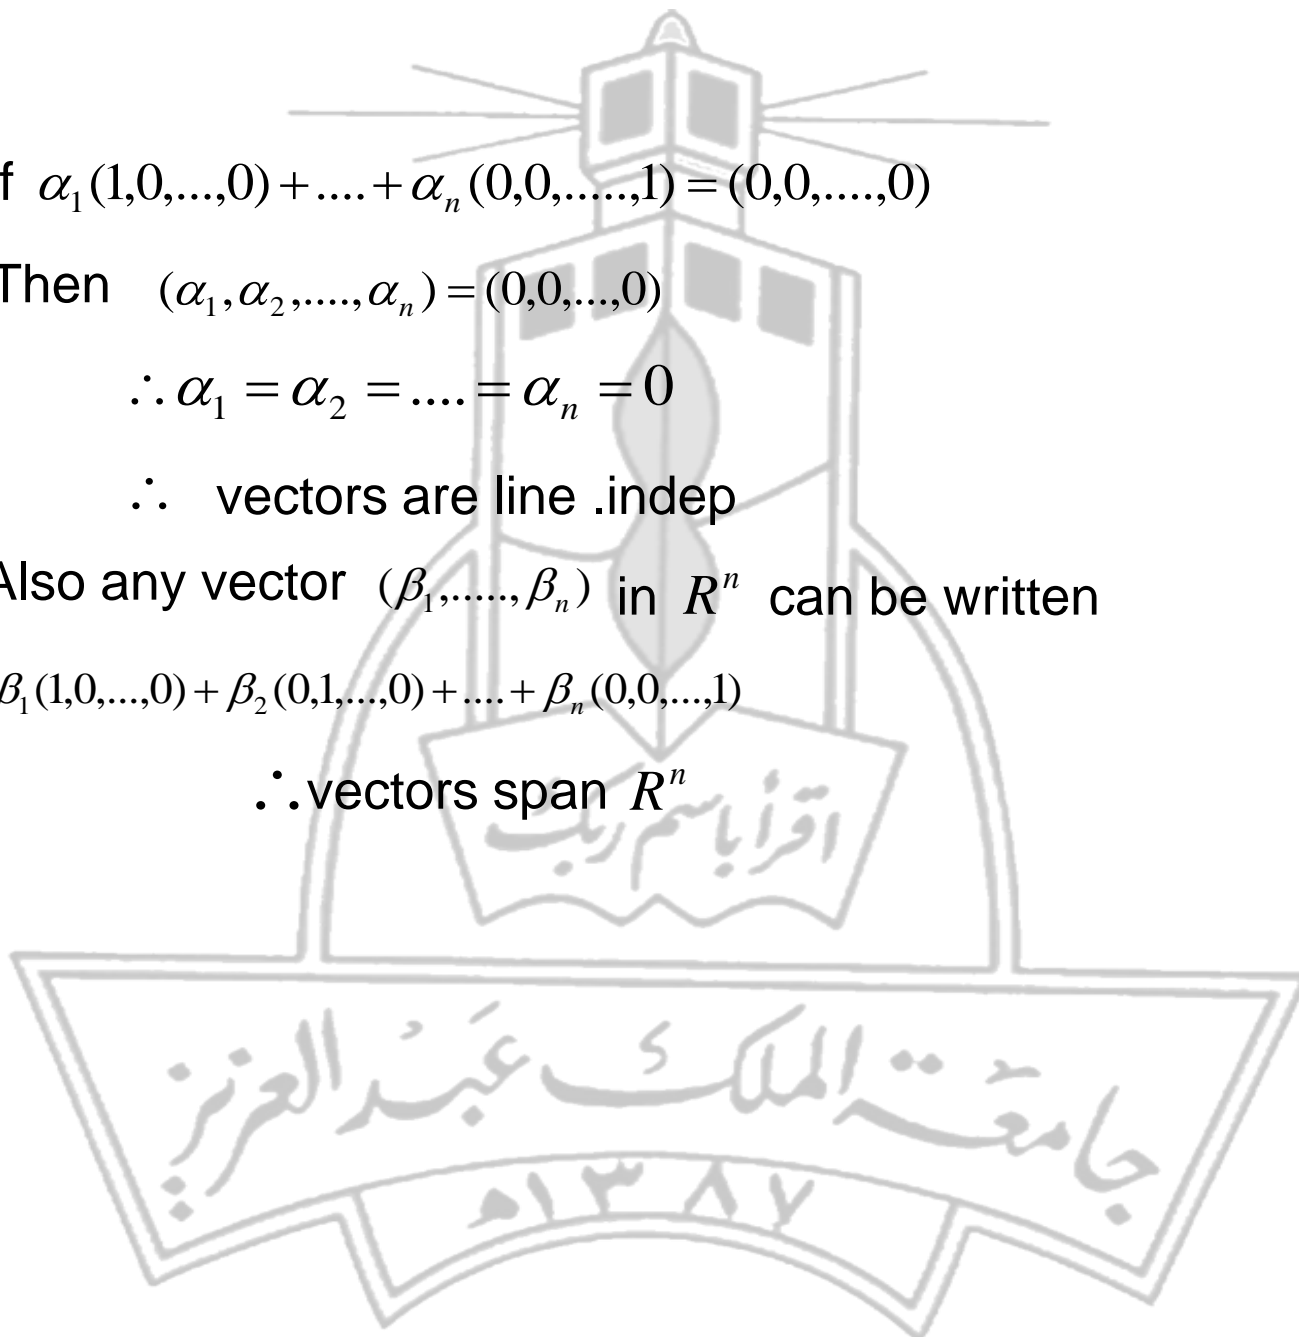 f α₁(1,0,...,0)+....+αₙ(0,0,.....,1)=(0,0,....,0)
Then (α₁,α₂,....,αₙ)=(0,0,...,0)
∴ α₁ = α₂ = .... = αₙ = 0
∴ vectors are line .indep
Also any vector (β₁,.....,βₙ) in Rⁿ can be written
β₁(1,0,...,0)+β₂(0,1,...,0)+....+βₙ(0,0,...,1)
∴ vectors span Rⁿ
اقرأ باسم ربك
جامعة الملك عبد العزيز
١٣٨٧هـ